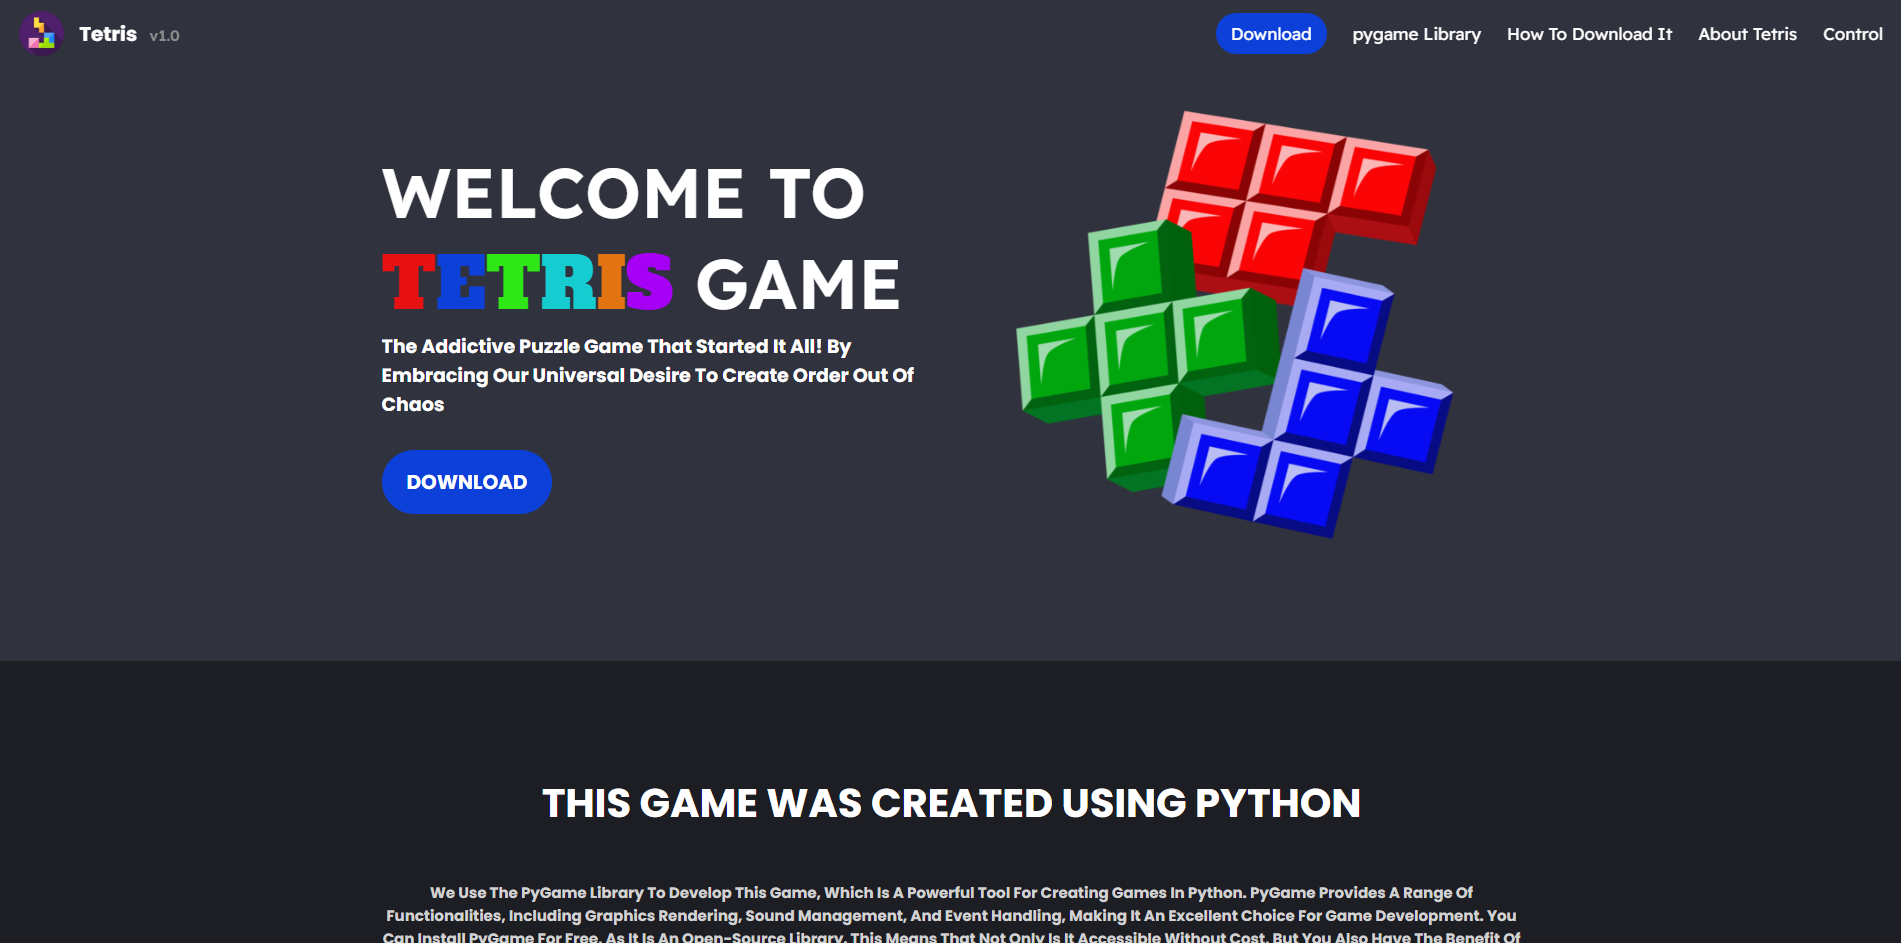 Tetris v1.0
Download pygame Library How To Download It About Tetris Control
WELCOME TO
TETRIS GAME
The Addictive Puzzle Game That Started It All! By
Embracing Our Universal Desire To Create Order Out Of
Chaos
DOWNLOAD
THIS GAME WAS CREATED USING PYTHON
We Use The PyGame Library To Develop This Game, Which Is A Powerful Tool For Creating Games In Python. PyGame Provides A Range Of
Functionalities, Including Graphics Rendering, Sound Management, And Event Handling, Making It An Excellent Choice For Game Development. You
Can Install PyGame For Free, As It Is An Open-Source Library. This Means That Not Only Is It Accessible Without Cost, But You Also Have The Benefit Of